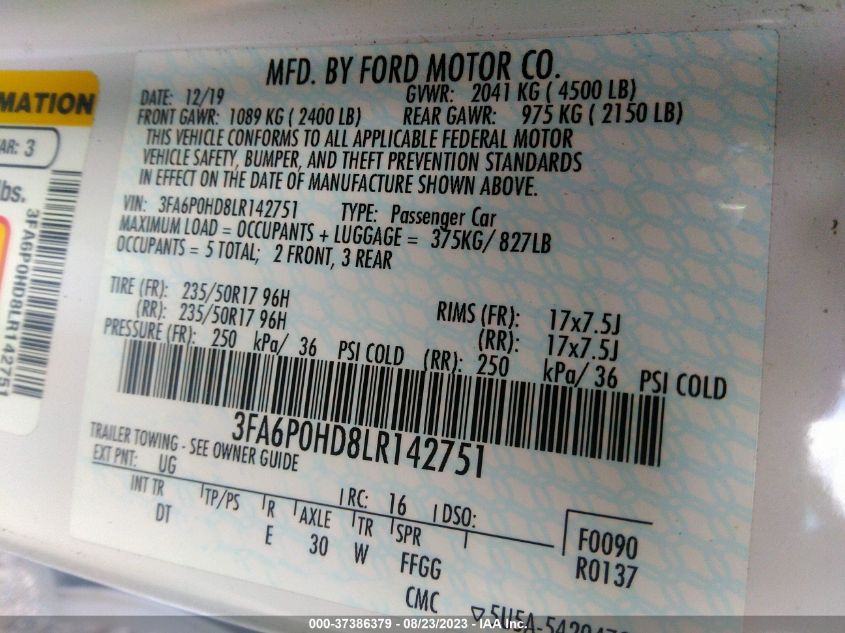 MATION
AR: 3
lbs.
3FA6P0HD8LR142751
MFD. BY FORD MOTOR CO.
DATE: 12/19 GVWR: 2041 KG ( 4500 LB)
FRONT GAWR: 1089 KG ( 2400 LB) REAR GAWR: 975 KG ( 2150 LB)
THIS VEHICLE CONFORMS TO ALL APPLICABLE FEDERAL MOTOR
VEHICLE SAFETY, BUMPER, AND THEFT PREVENTION STANDARDS
IN EFFECT ON THE DATE OF MANUFACTURE SHOWN ABOVE.
VIN: 3FA6P0HD8LR142751 TYPE: Passenger Car
MAXIMUM LOAD = OCCUPANTS + LUGGAGE = 375KG/ 827LB
OCCUPANTS = 5 TOTAL; 2 FRONT, 3 REAR
TIRE (FR): 235/50R17 96H RIMS (FR): 17x7.5J
(RR): 235/50R17 96H (RR): 17x7.5J
PRESSURE (FR): 250 kPa/ 36 PSI COLD (RR): 250 kPa/ 36 PSI COLD
3FA6P0HD8LR142751
TRAILER TOWING - SEE OWNER GUIDE
EXT PNT: UG RC: 16 DSO:
INT TR TP/PS R AXLE TR SPR F0090
DT E 30 W FFGG R0137
CMC
000-37386379 - 08/23/2023 - IAA Inc.